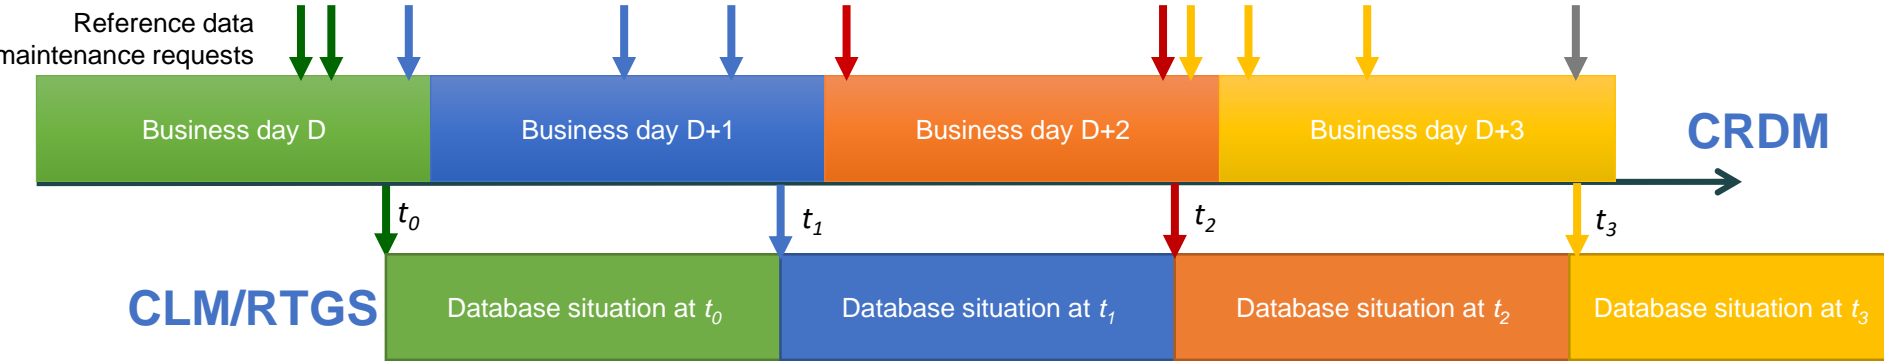 Reference data
maintenance requests
Business day D
Business day D+1
Business day D+2
Business day D+3
CRDM
t0
t1
t2
t3
CLM/RTGS
Database situation at t0
Database situation at t1
Database situation at t2
Database situation at t3